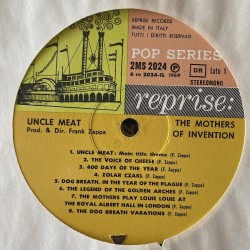 REPRISE RECORDS
MADE IN ITALY
TUTTI I DIRITTI RISERVATI
POP SERIES
2MS 2024 Ⓟ
6 ro 2024-1L 1969
DR Lato 1
STEREOMONO
reprise:
UNCLE MEAT
Prod. & Dir. Frank Zappa
THE MOTHERS
OF INVENTION
1. UNCLE MEAT: Main title theme (F. Zappa)
2. THE VOICE OF CHEESE (F. Zappa)
3. 400 DAYS OF THE YEAR (F. Zappa)
4. ZOLAR CZAKL (F. Zappa)
5. DOG BREATH, IN THE YEAR OF THE PLAGUE (F. Zappa)
6. THE LEGEND OF THE GOLDEN ARCHES (F. Zappa)
7. THE MOTHERS PLAY LOUIE LOUIE AT
THE ROYAL ALBERT HALL IN LONDON (F. Zappa)
8. THE DOG BREATH VARATIONS (F. Zappa)